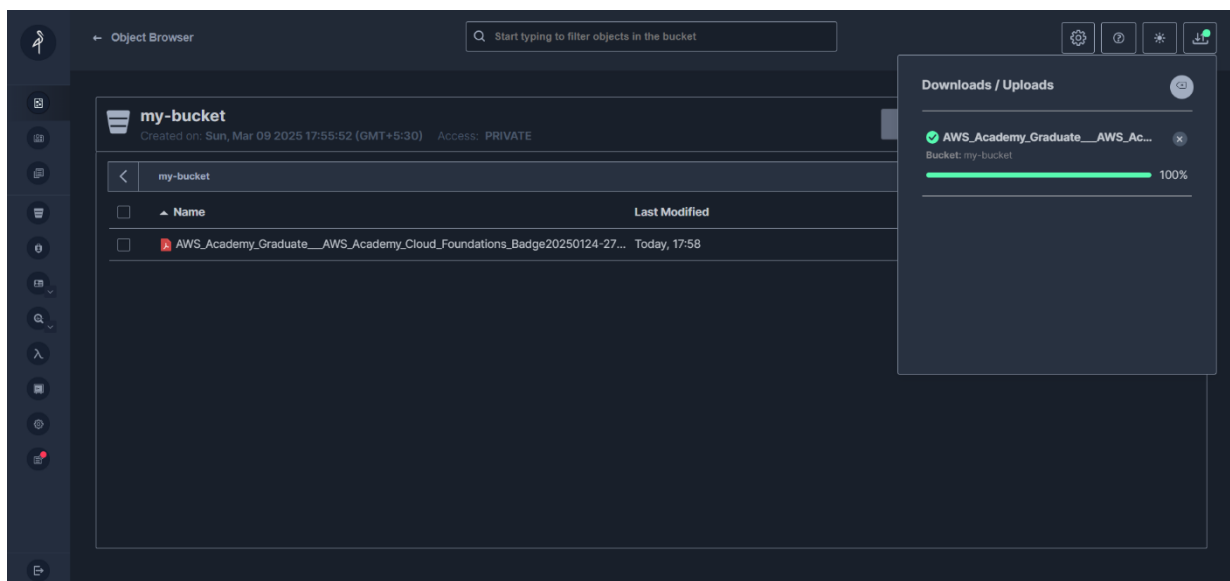 ← Object Browser
Start typing to filter objects in the bucket
Downloads / Uploads
my-bucket
Created on: Sun, Mar 09 2025 17:55:52 (GMT+5:30) Access: PRIVATE
AWS_Academy_Graduate___AWS_Ac...
Bucket: my-bucket
100%
my-bucket
Name Last Modified
AWS_Academy_Graduate___AWS_Academy_Cloud_Foundations_Badge20250124-27... Today, 17:58